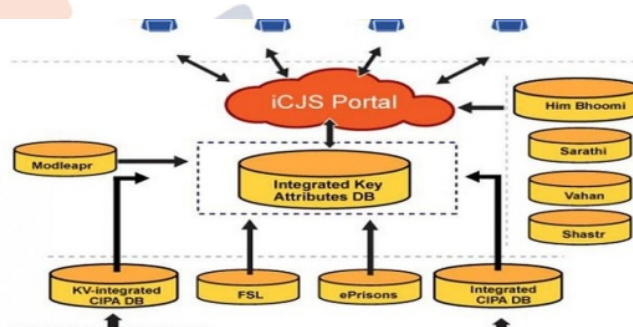 iCJS Portal
Him Bhoomi
Modleapr
Integrated Key
Attributes DB
Sarathi
Vahan
Shastr
KV-integrated
CIPA DB
FSL
ePrisons
Integrated
CIPA DB